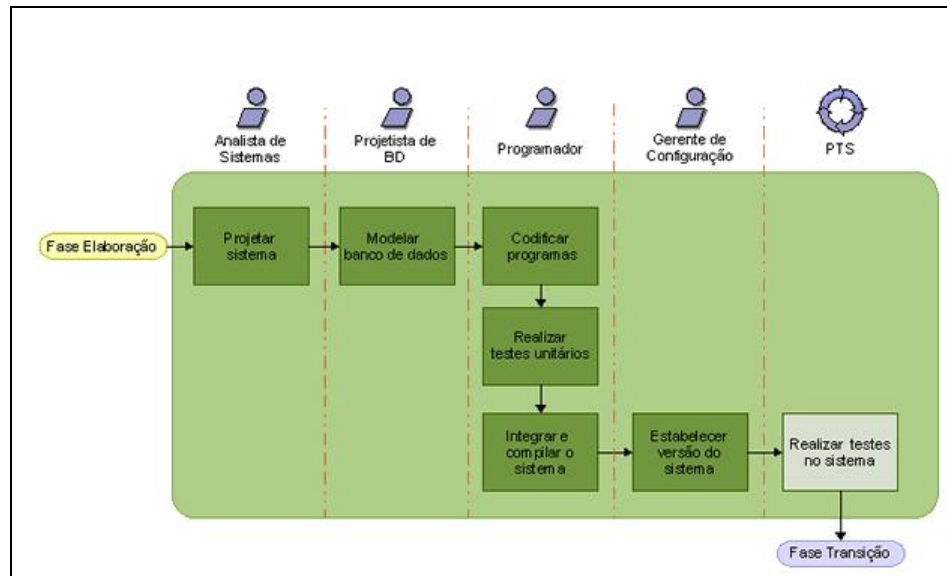 Analista de
Sistemas
Projetista de
BD
Programador
Gerente de
Configuração
PTS
Fase Elaboração
Projetar
sistema
Modelar
banco de dados
Codificar
programas
Realizar
testes unitários
Integrar e
compilar o
sistema
Estabelecer
versão do
sistema
Realizar testes
no sistema
Fase Transição